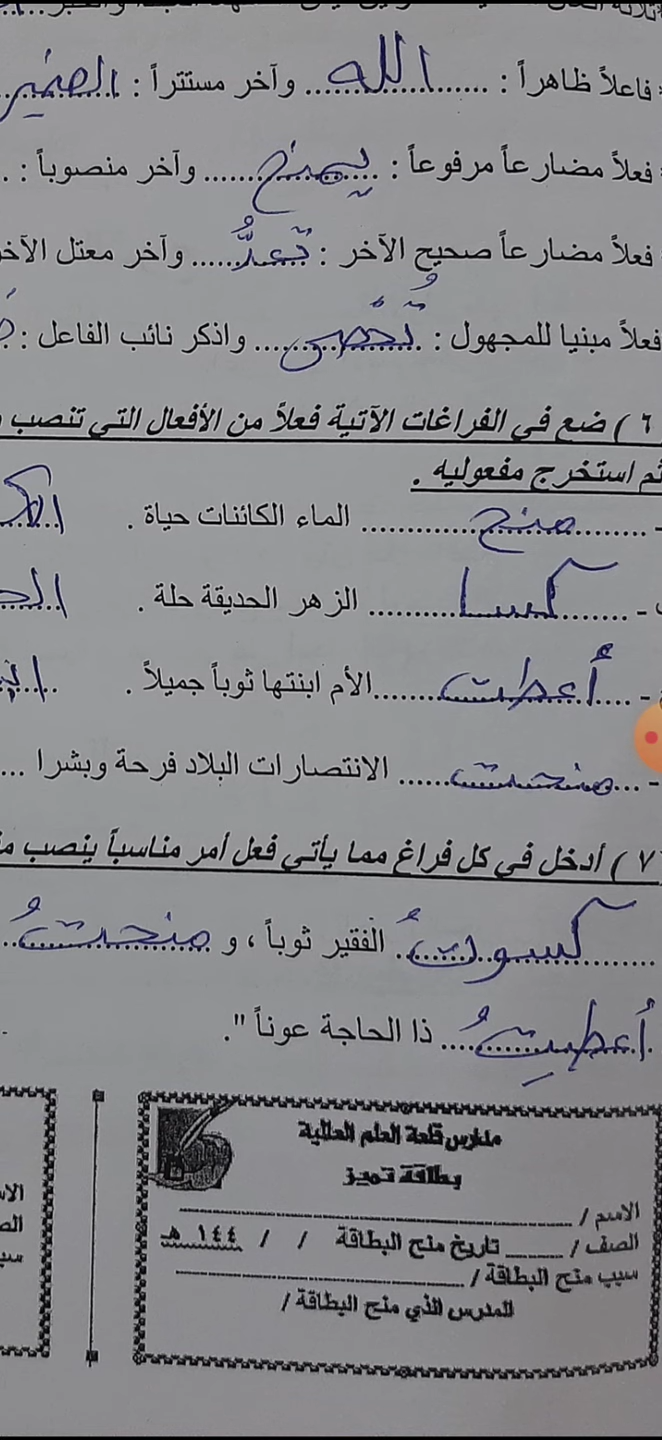 فاعلاً ظاهراً : ......الله...... وآخر مستتراً : الضمير
فعلاً مضارعاً مرفوعاً : ...يمنح...... وآخر منصوباً : .
فعلاً مضارعاً صحيح الآخر : تعدُّ...... وآخر معتل الآخر
فعلاً مبنيا للمجهول : ...تُحْصى.... واذكر نائب الفاعل :
٦ ) ضع في الفراغات الآتية فعلاً من الأفعال التي تنصب
ثم استخرج مفعوليه .
- .........منح............ الماء الكائنات حياة .
- .......كسا.......... الزهر الحديقة حلة .
- ....أعطت.......الأم ابنتها ثوباً جميلاً .
- ...منحت...... الانتصارات البلاد فرحة وبشرا ...
٧ ) أدخل في كل فراغ مما يأتي فعل أمر مناسباً ينصب
......كسوتُ... الفقير ثوباً ، و منحتُ
أعطيتُ.... ذا الحاجة عوناً ".
مدارس قلعة العلم العالمية
بطاقة تميز
الاسم / ........
الصف / ____ تاريخ منح البطاقة / / ١٤٤ هـ
سبب منح البطاقة / ........
المدرس الذي منح البطاقة /